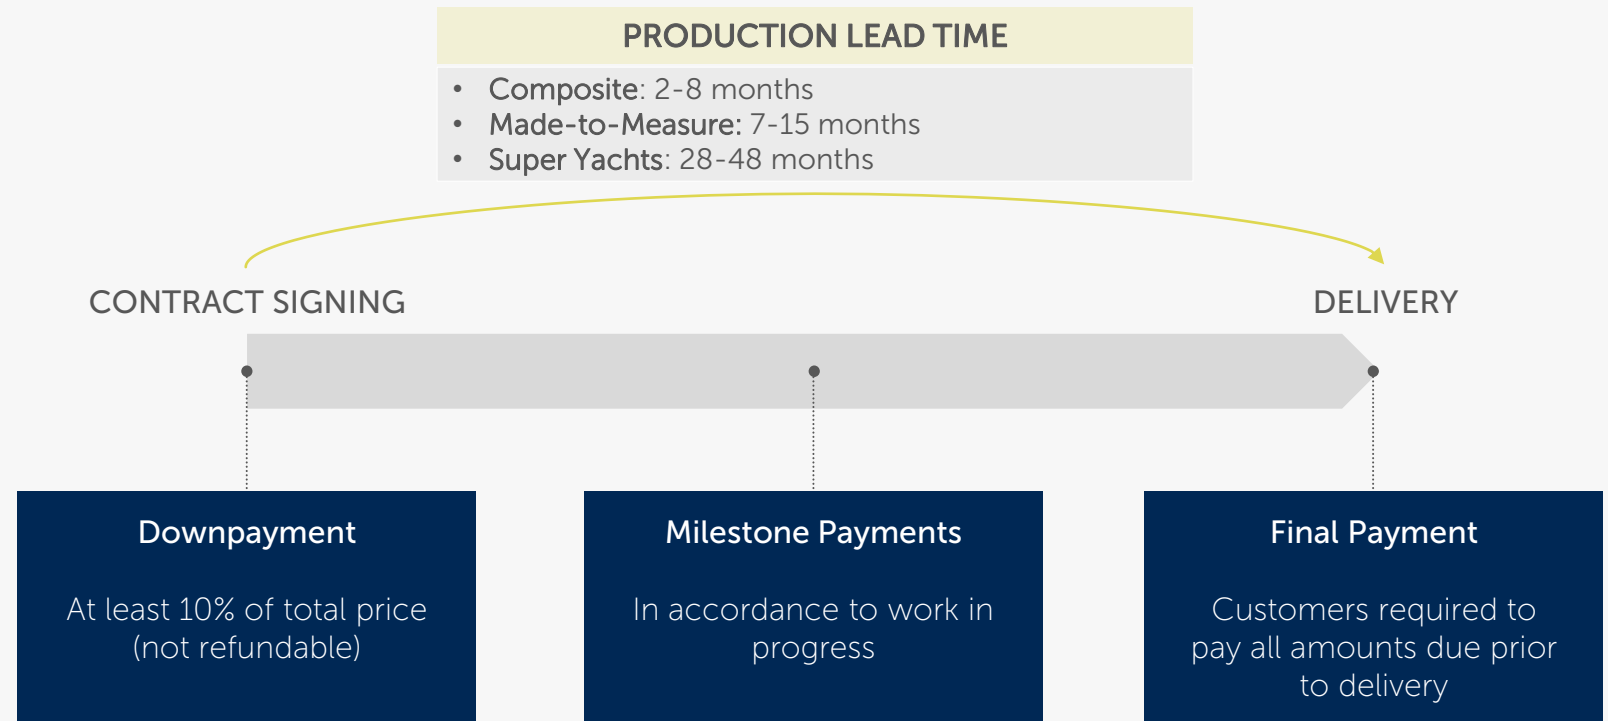 PRODUCTION LEAD TIME
• Composite: 2-8 months
• Made-to-Measure: 7-15 months
• Super Yachts: 28-48 months
CONTRACT SIGNING
DELIVERY
Downpayment
At least 10% of total price
(not refundable)
Milestone Payments
In accordance to work in
progress
Final Payment
Customers required to
pay all amounts due prior
to delivery